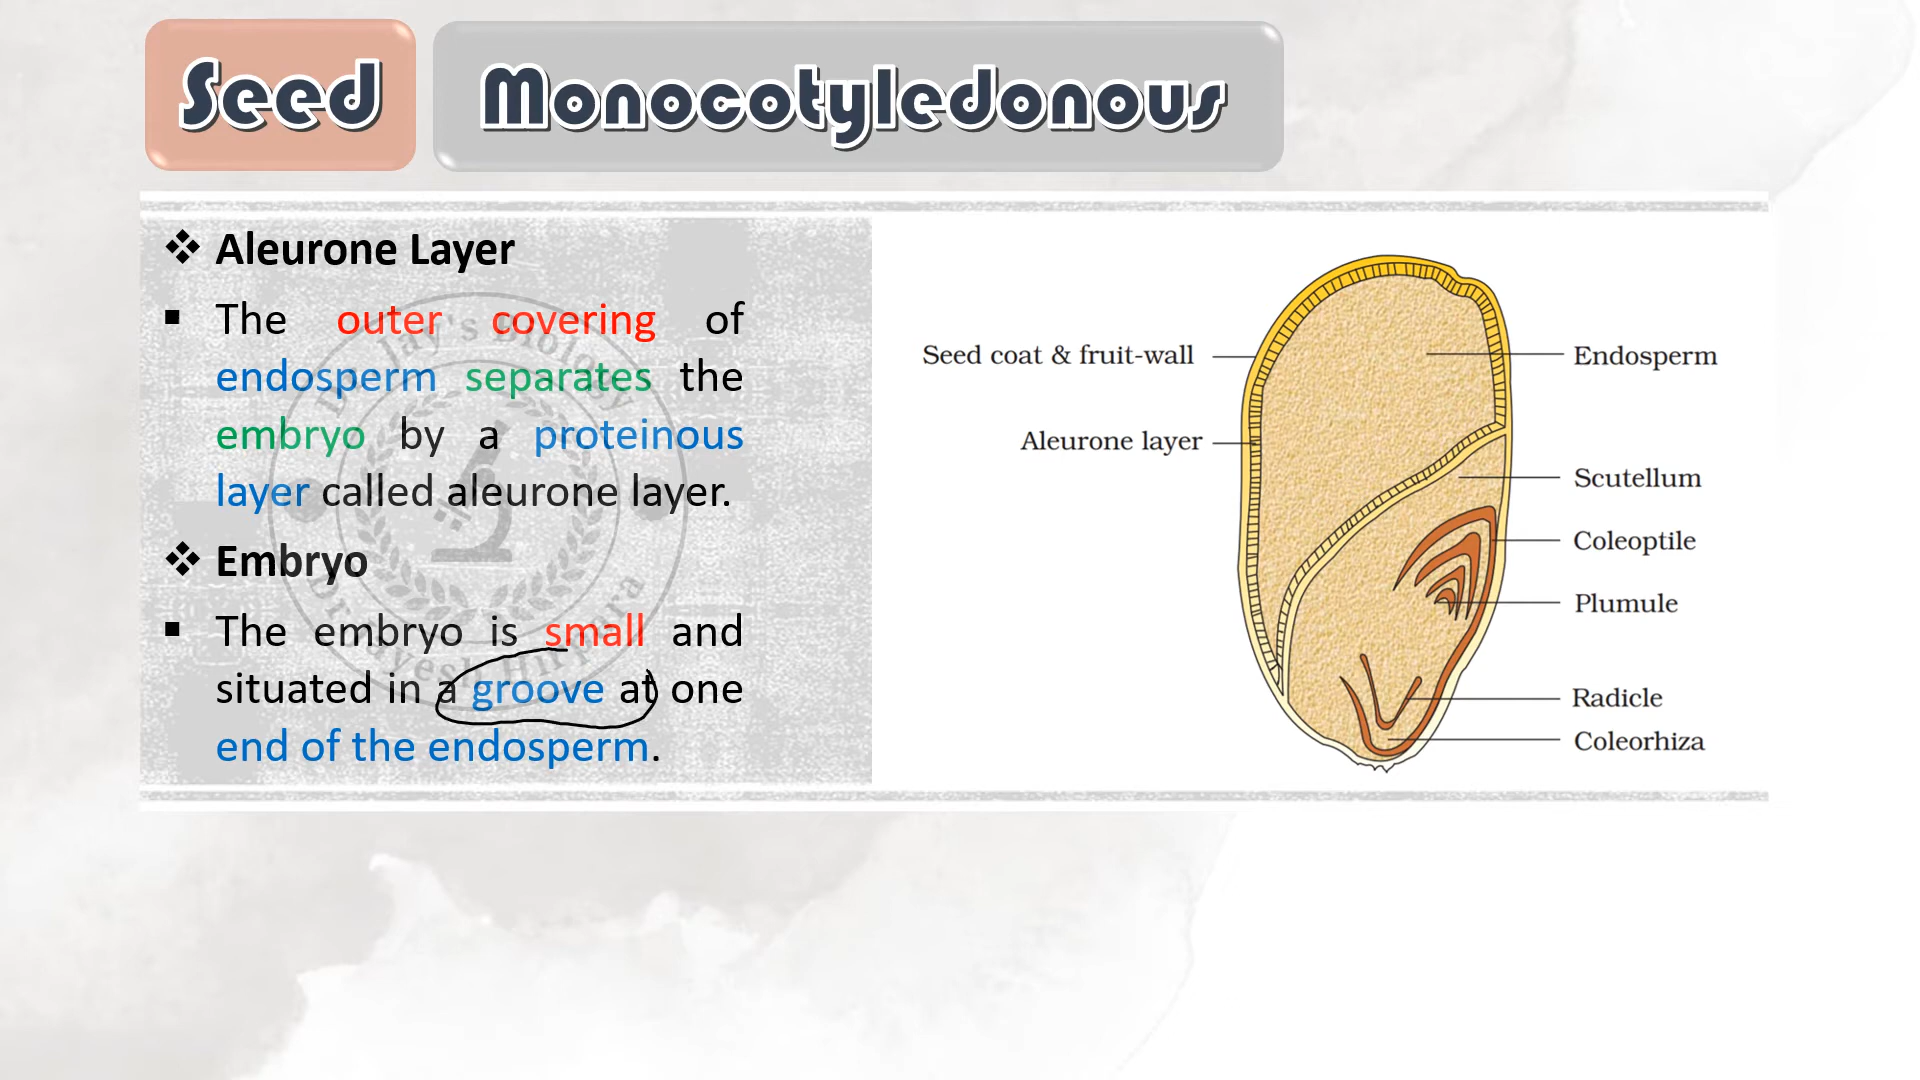 Seed Monocotyledonous
❖ Aleurone Layer
▪ The outer covering of
endosperm separates the
embryo by a proteinous
layer called aleurone layer.
❖ Embryo
▪ The embryo is small and
situated in a groove at one
end of the endosperm.
Seed coat & fruit-wall
Aleurone layer
Endosperm
Scutellum
Coleoptile
Plumule
Radicle
Coleorhiza